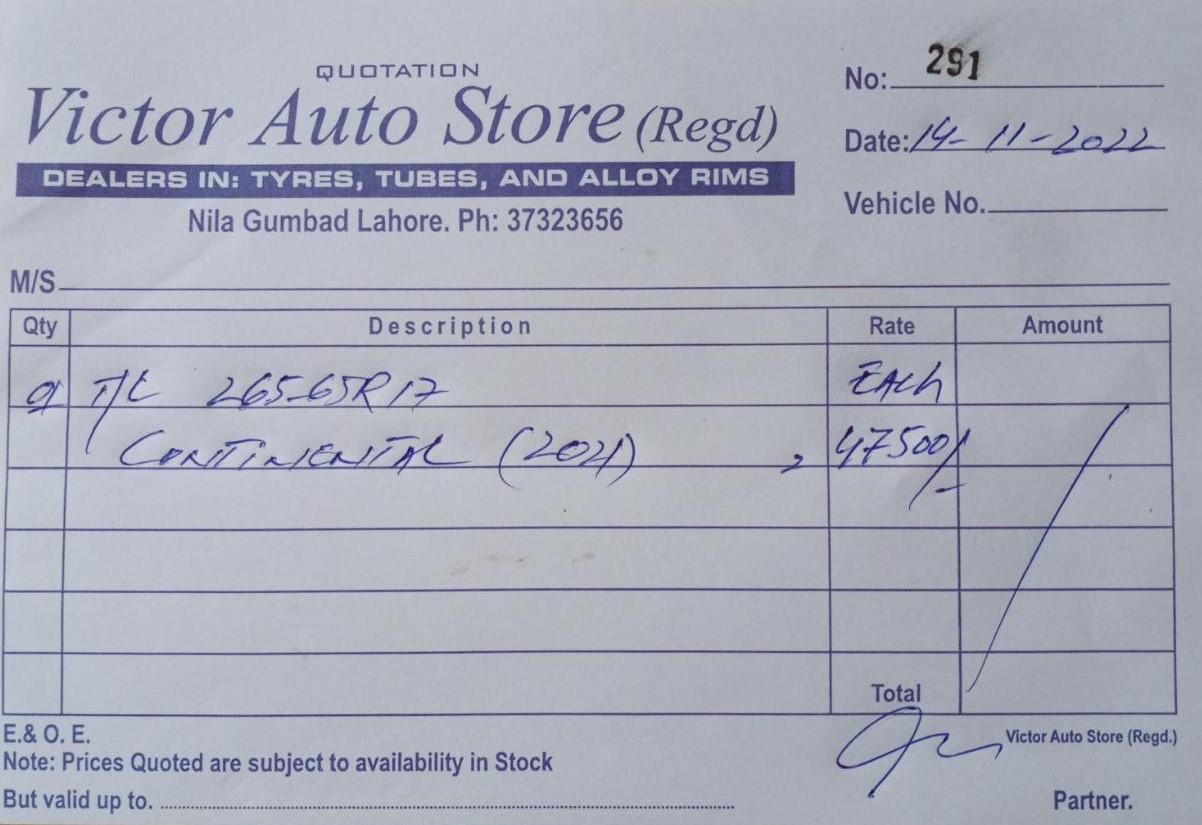 QUOTATION
Victor Auto Store (Regd)
DEALERS IN: TYRES, TUBES, AND ALLOY RIMS
Nila Gumbad Lahore. Ph: 37323656
No: 291
Date: 14-11-2022
Vehicle No.
M/S
Qty Description Rate Amount
T/L 265-65R17 EACH
CONTINENTAL (2021) 47500/-
Total
E.& O. E.
Victor Auto Store (Regd.)
Note: Prices Quoted are subject to availability in Stock
But valid up to.
Partner.